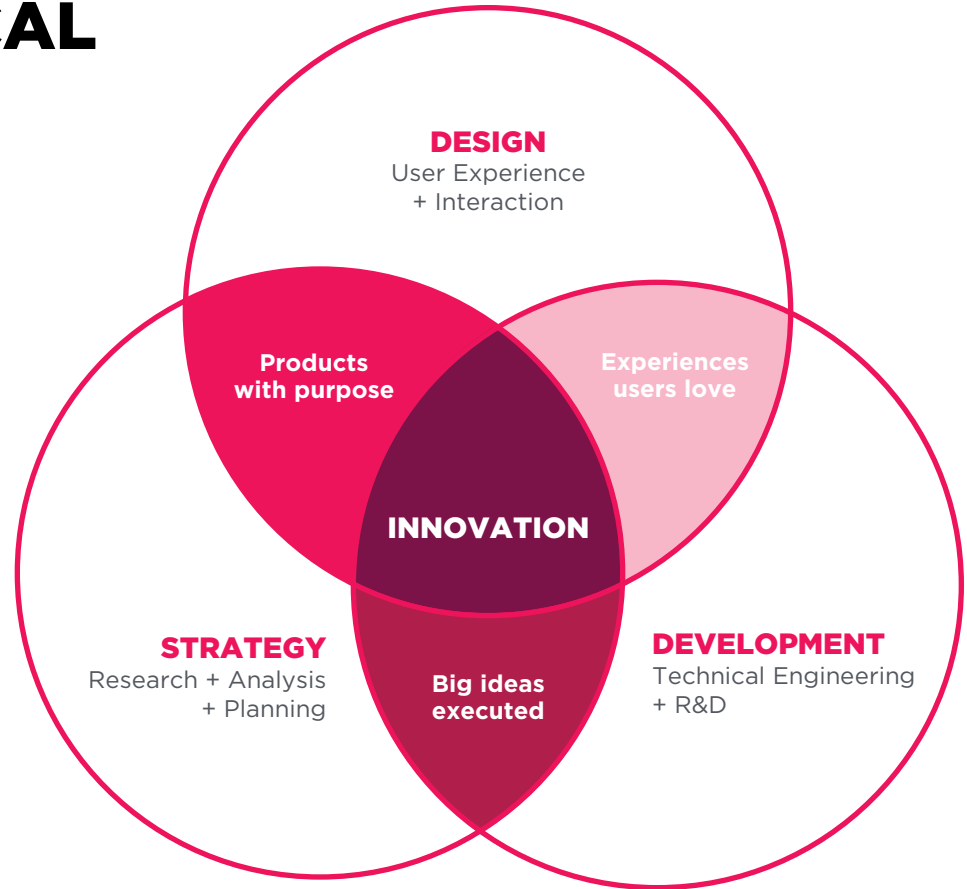 CAL
DESIGN
User Experience
+ Interaction
Products
with purpose
Experiences
users love
INNOVATION
STRATEGY
Research + Analysis
+ Planning
Big ideas
executed
DEVELOPMENT
Technical Engineering
+ R&D